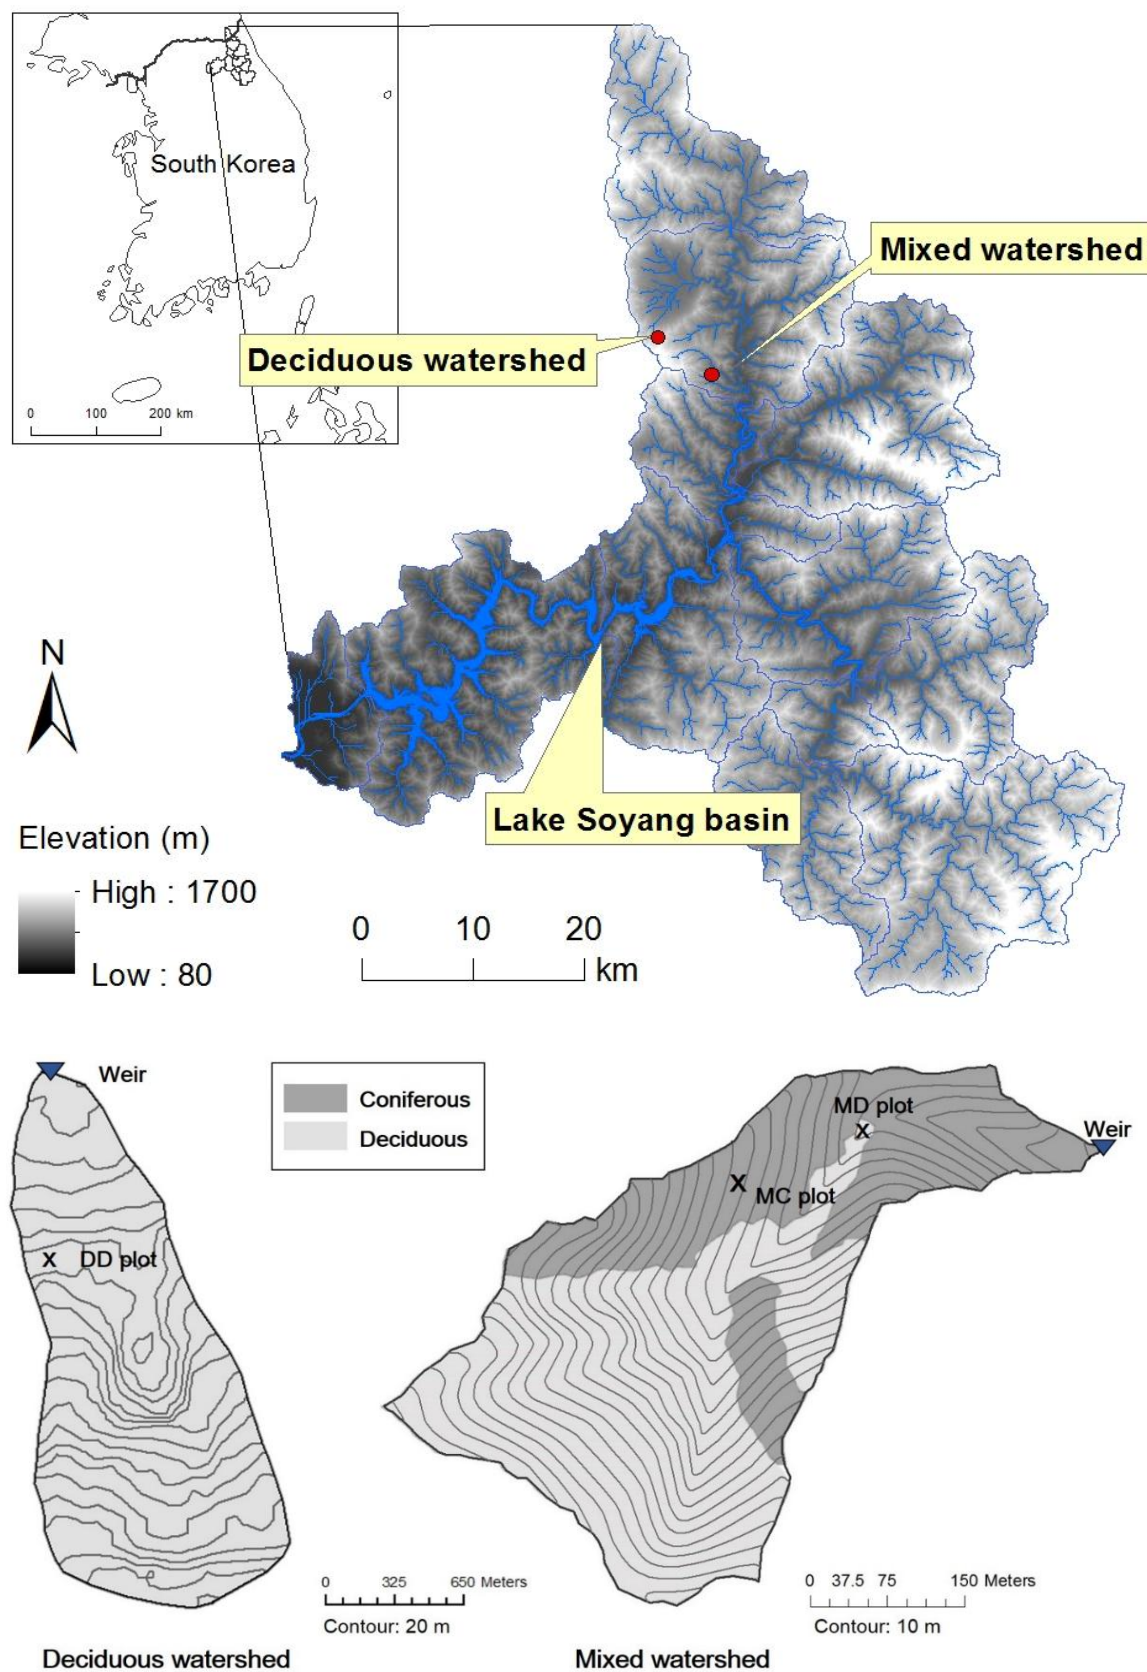 South Korea
0 100 200 km
Mixed watershed
Deciduous watershed
N
Lake Soyang basin
Elevation (m)
High : 1700
Low : 80
0 10 20
km
Weir
Coniferous
Deciduous
DD plot
MD plot
Weir
MC plot
X
X
X
0 325 650 Meters
Contour: 20 m
0 37.5 75 150 Meters
Contour: 10 m
Deciduous watershed
Mixed watershed